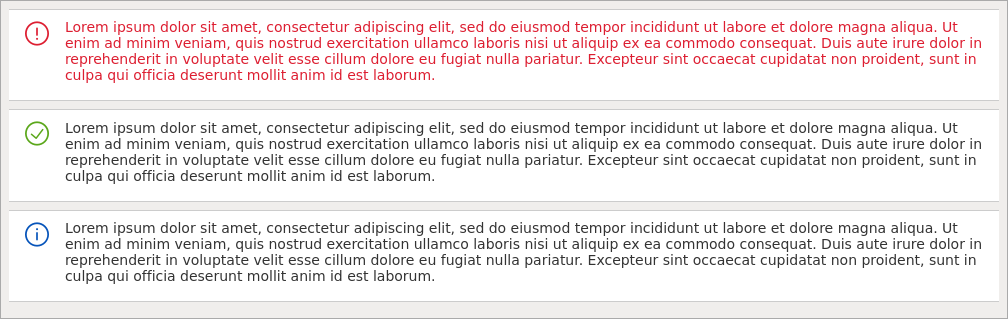 Lorem ipsum dolor sit amet, consectetur adipiscing elit, sed do eiusmod tempor incididunt ut labore et dolore magna aliqua. Ut
enim ad minim veniam, quis nostrud exercitation ullamco laboris nisi ut aliquip ex ea commodo consequat. Duis aute irure dolor in
reprehenderit in voluptate velit esse cillum dolore eu fugiat nulla pariatur. Excepteur sint occaecat cupidatat non proident, sunt in
culpa qui officia deserunt mollit anim id est laborum.
Lorem ipsum dolor sit amet, consectetur adipiscing elit, sed do eiusmod tempor incididunt ut labore et dolore magna aliqua. Ut
enim ad minim veniam, quis nostrud exercitation ullamco laboris nisi ut aliquip ex ea commodo consequat. Duis aute irure dolor in
reprehenderit in voluptate velit esse cillum dolore eu fugiat nulla pariatur. Excepteur sint occaecat cupidatat non proident, sunt in
culpa qui officia deserunt mollit anim id est laborum.
Lorem ipsum dolor sit amet, consectetur adipiscing elit, sed do eiusmod tempor incididunt ut labore et dolore magna aliqua. Ut
enim ad minim veniam, quis nostrud exercitation ullamco laboris nisi ut aliquip ex ea commodo consequat. Duis aute irure dolor in
reprehenderit in voluptate velit esse cillum dolore eu fugiat nulla pariatur. Excepteur sint occaecat cupidatat non proident, sunt in
culpa qui officia deserunt mollit anim id est laborum.